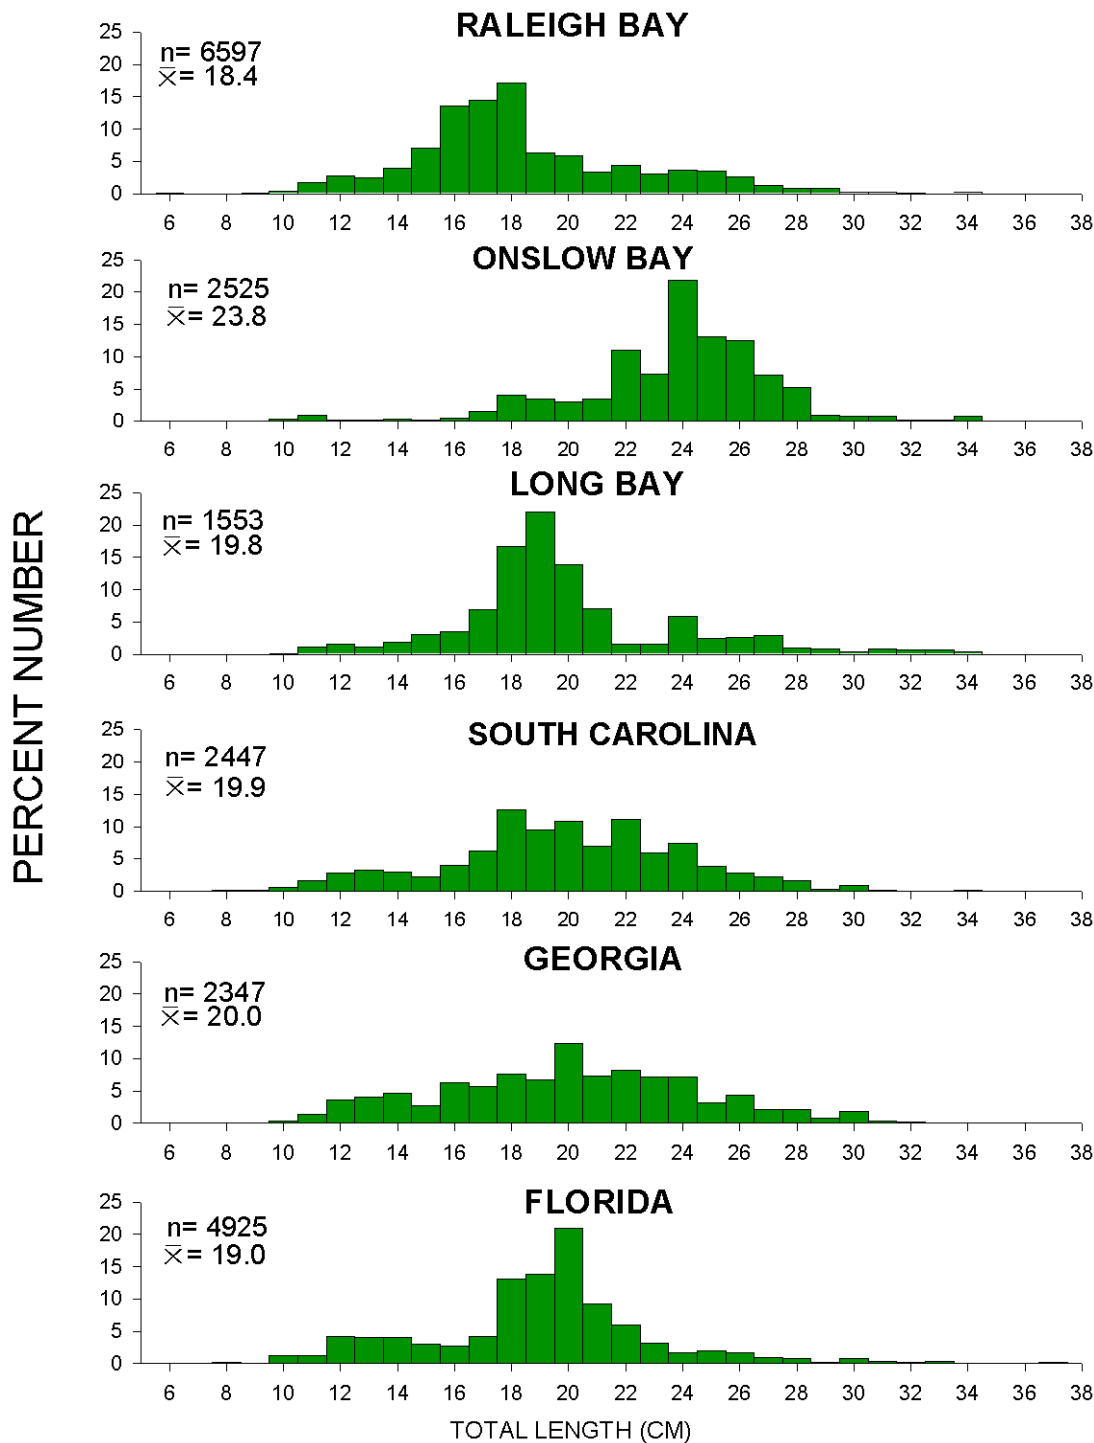 PERCENT NUMBER
RALEIGH BAY
n= 6597
x̅= 18.4
25
20
15
10
5
0
6 8 10 12 14 16 18 20 22 24 26 28 30 32 34 36 38
ONSLOW BAY
n= 2525
x̅= 23.8
25
20
15
10
5
0
6 8 10 12 14 16 18 20 22 24 26 28 30 32 34 36 38
LONG BAY
n= 1553
x̅= 19.8
25
20
15
10
5
0
6 8 10 12 14 16 18 20 22 24 26 28 30 32 34 36 38
SOUTH CAROLINA
n= 2447
x̅= 19.9
25
20
15
10
5
0
6 8 10 12 14 16 18 20 22 24 26 28 30 32 34 36 38
GEORGIA
n= 2347
x̅= 20.0
25
20
15
10
5
0
6 8 10 12 14 16 18 20 22 24 26 28 30 32 34 36 38
FLORIDA
n= 4925
x̅= 19.0
25
20
15
10
5
0
6 8 10 12 14 16 18 20 22 24 26 28 30 32 34 36 38
TOTAL LENGTH (CM)